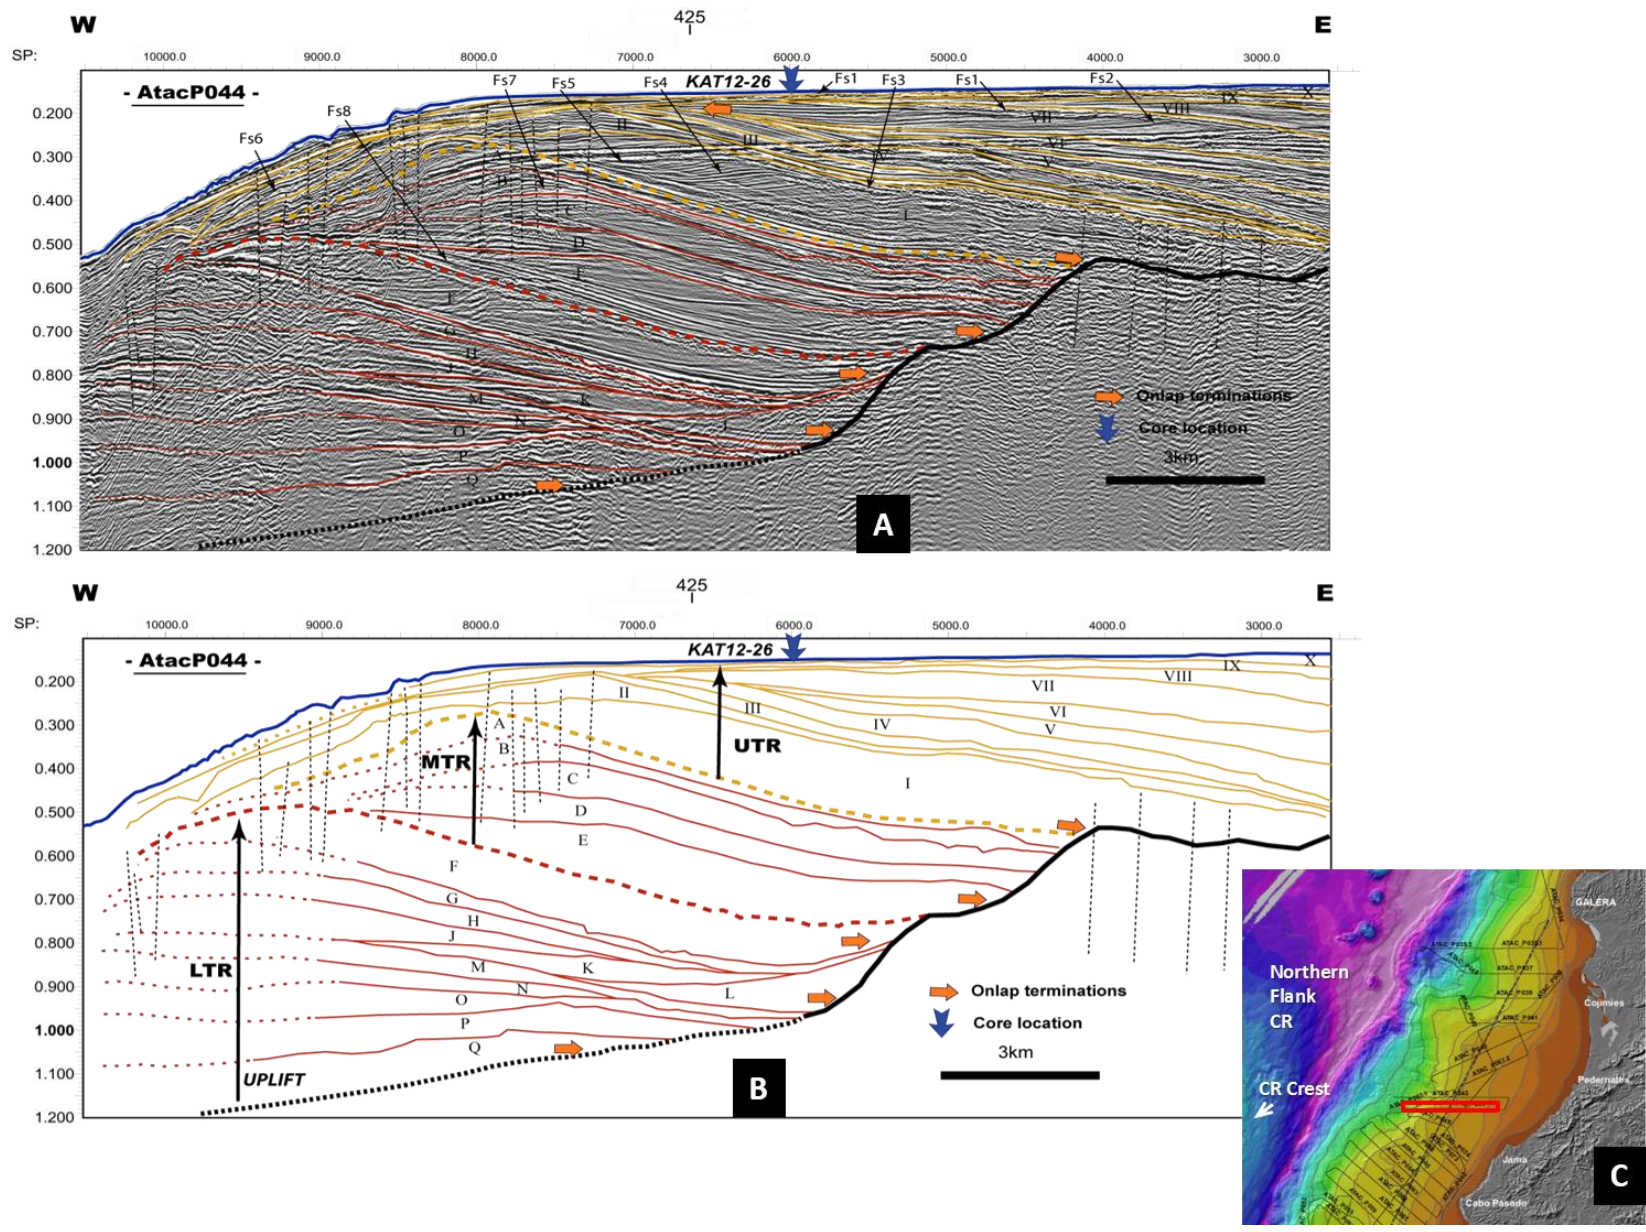 W
425
E
SP:
10000.0 9000.0 8000.0 7000.0 6000.0 5000.0 4000.0 3000.0
- AtacP044 -
KAT12-26
Fs7 Fs5 Fs4 Fs1 Fs3 Fs1 Fs2
Fs8
Fs6
IX X
VII VIII
II
III
VI
V
A
B
I
C
D
E
G
H
J
M K
N
O
P
Q
0.200
0.300
0.400
0.500
0.600
0.700
0.800
0.900
1.000
1.100
1.200
Onlap terminations
Core location
3km
A
W
425
E
SP:
10000.0 9000.0 8000.0 7000.0 6000.0 5000.0 4000.0 3000.0
- AtacP044 -
KAT12-26
IX X
VII VIII
II
III
IV
VI
V
UTR
MTR
A
B
C
I
D
E
F
G
H
J
LTR
M K
N L
O
P
Q
UPLIFT
0.200
0.300
0.400
0.500
0.600
0.700
0.800
0.900
1.000
1.100
1.200
Onlap terminations
Core location
3km
B
GALERA
Northern
Flank
CR
Cojimies
CR Crest
Pedernales
Jama
Cabo Pasado
ATAC_P037
ATAC_P039
ATAC_P041
C